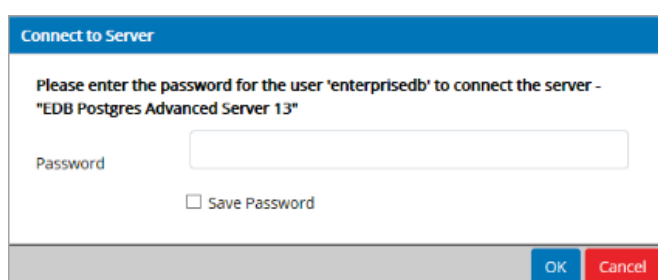 Connect to Server
Please enter the password for the user 'enterprisedb' to connect the server -
"EDB Postgres Advanced Server 13"
Password
Save Password
OK Cancel